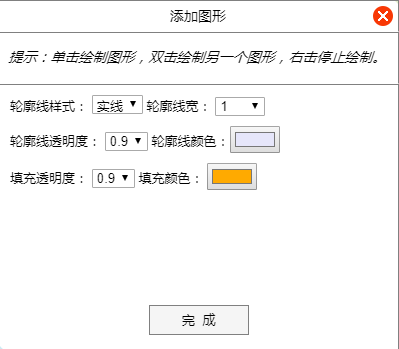 添加图形
提示：单击绘制图形，双击绘制另一个图形，右击停止绘制。
轮廓线样式： 实线 轮廓线宽： 1
轮廓线透明度： 0.9 轮廓线颜色：
填充透明度： 0.9 填充颜色：
完 成